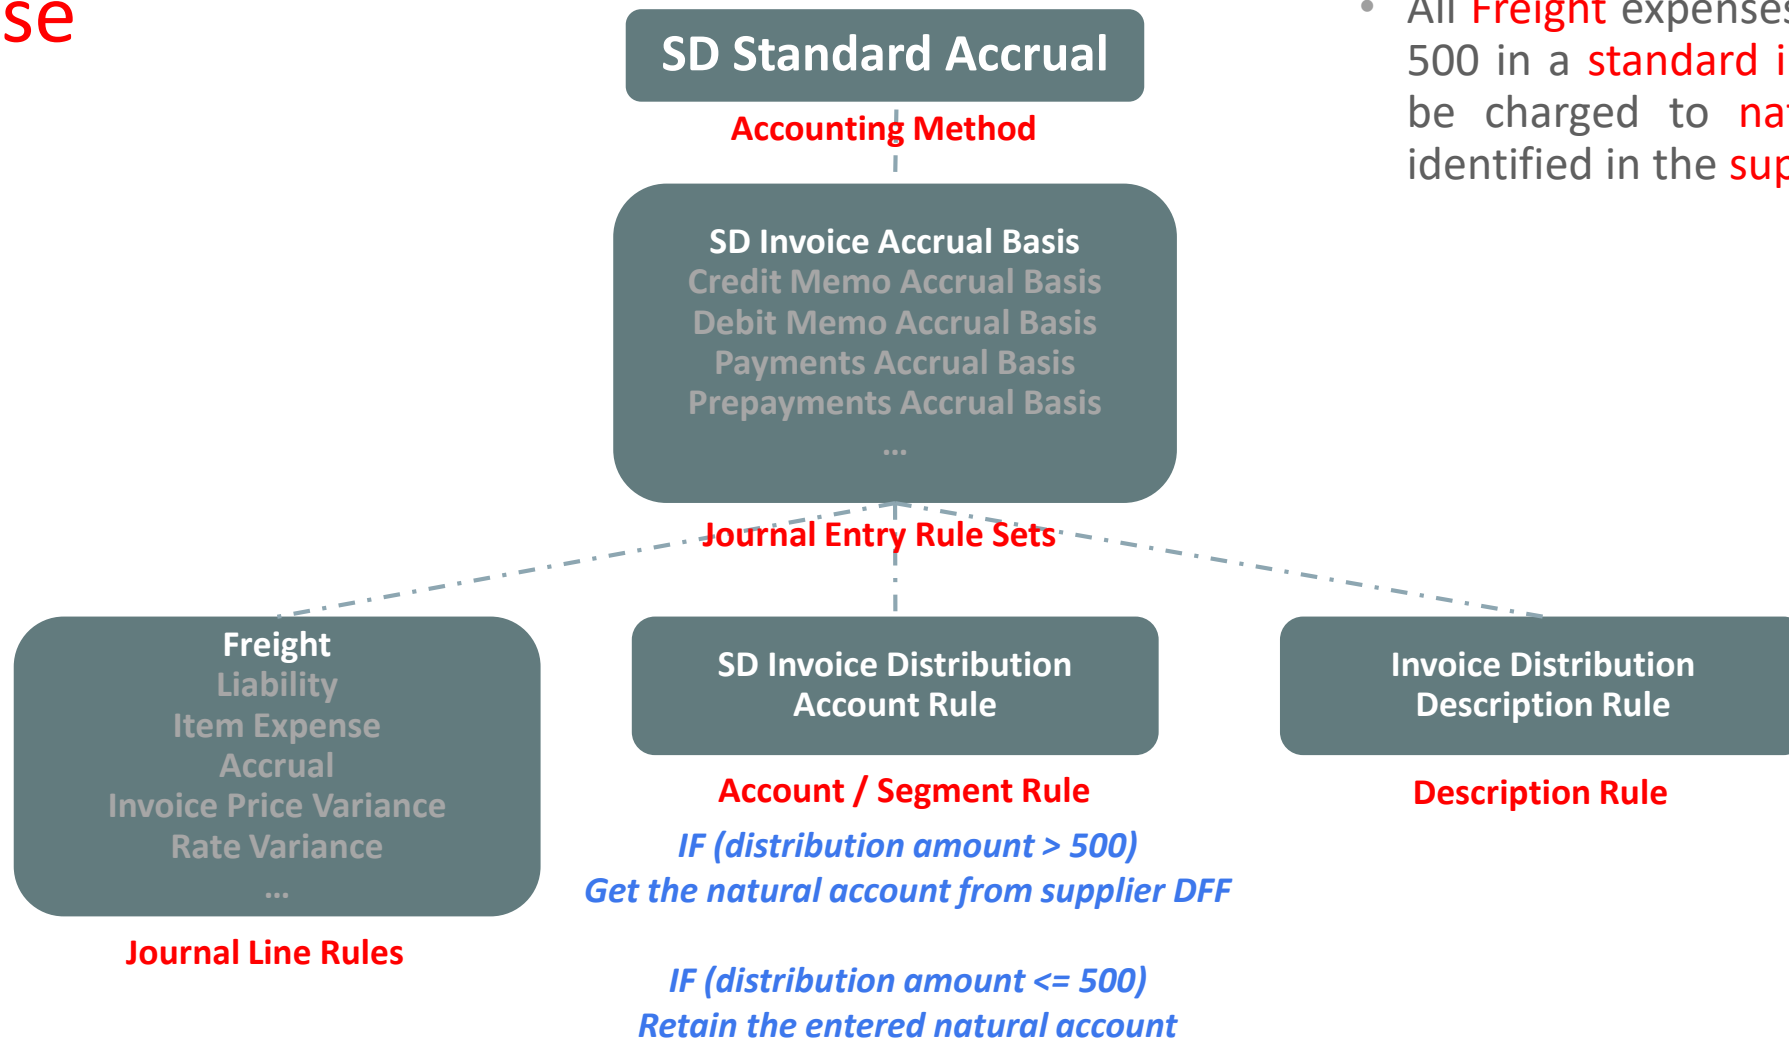 se
SD Standard Accrual
Accounting Method
• All Freight expenses
500 in a standard i
be charged to nat
identified in the sup
SD Invoice Accrual Basis
Credit Memo Accrual Basis
Debit Memo Accrual Basis
Payments Accrual Basis
Prepayments Accrual Basis
...
Journal Entry Rule Sets
Freight
Liability
Item Expense
Accrual
Invoice Price Variance
Rate Variance
...
Journal Line Rules
SD Invoice Distribution
Account Rule
Account / Segment Rule
IF (distribution amount > 500)
Get the natural account from supplier DFF
IF (distribution amount <= 500)
Retain the entered natural account
Invoice Distribution
Description Rule
Description Rule